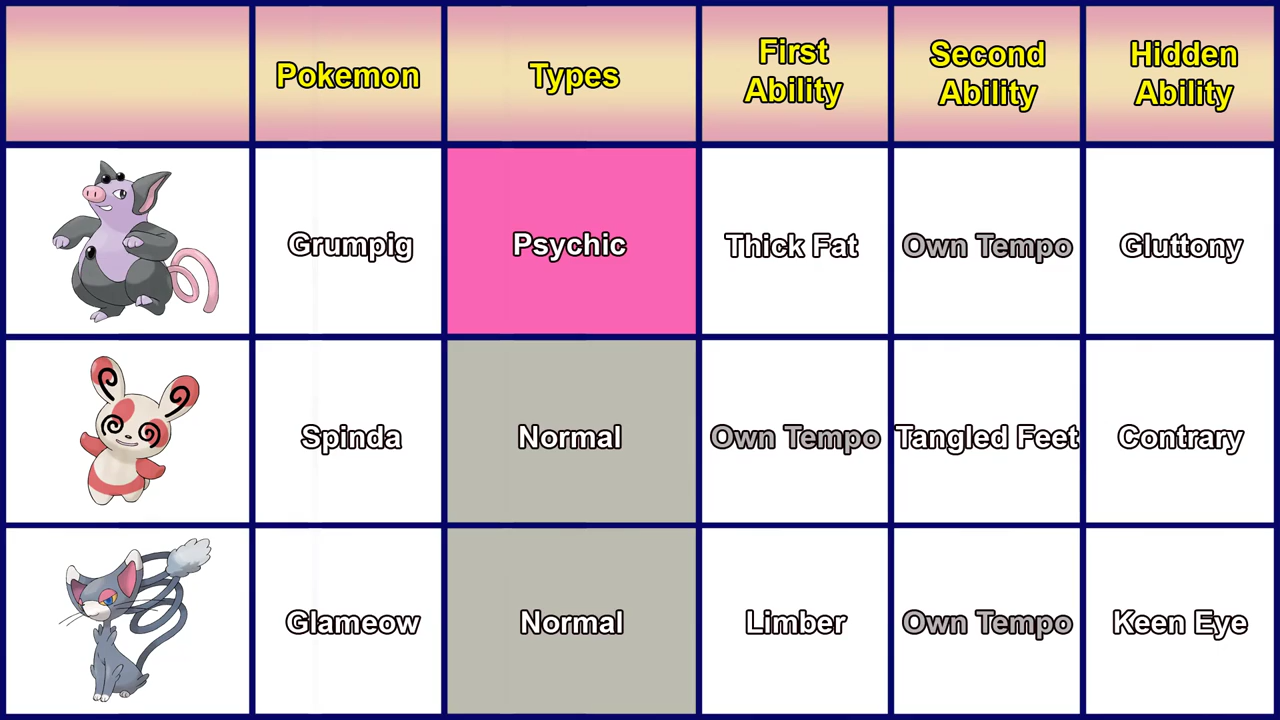 Pokemon
Types
First
Ability
Second
Ability
Hidden
Ability
Grumpig
Psychic
Thick Fat
Own Tempo
Gluttony
Spinda
Normal
Own Tempo
Tangled Feet
Contrary
Glameow
Normal
Limber
Own Tempo
Keen Eye